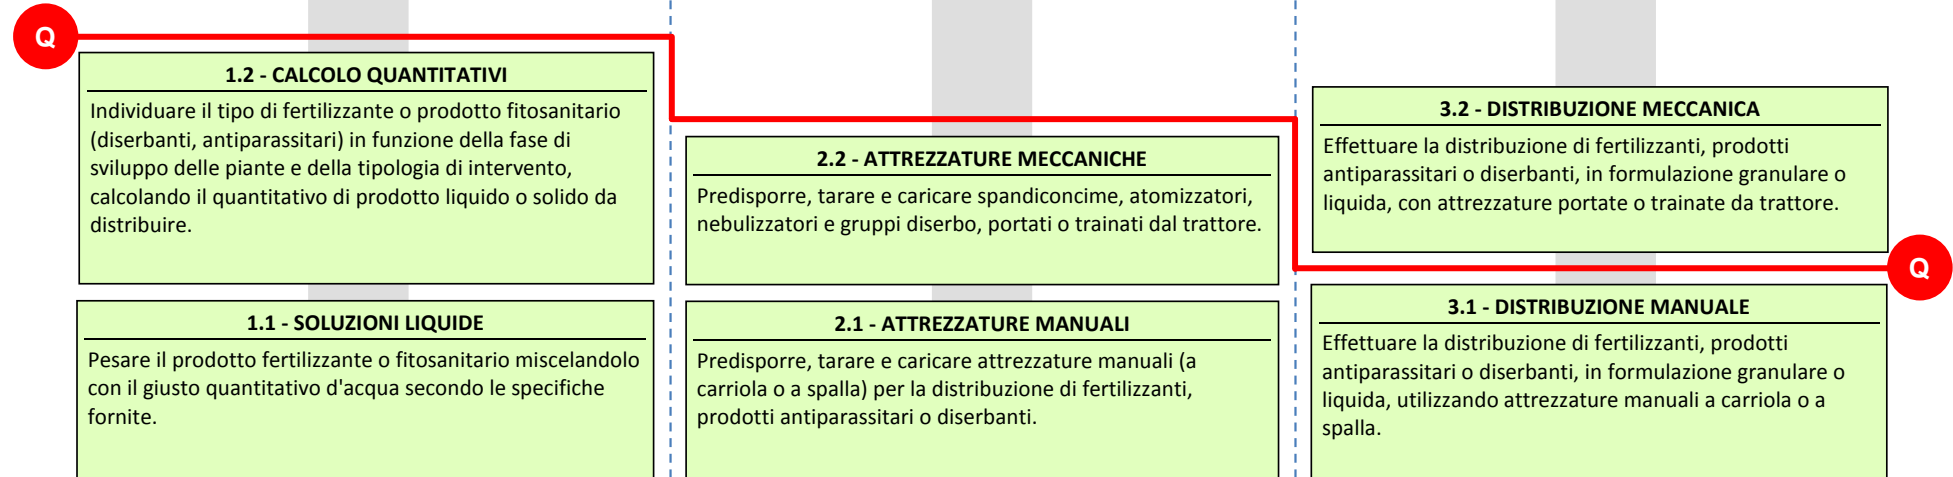 Q
1.2 - CALCOLO QUANTITATIVI
Individuare il tipo di fertilizzante o prodotto fitosanitario
(diserbanti, antiparassitari) in funzione della fase di
sviluppo delle piante e della tipologia di intervento,
calcolando il quantitativo di prodotto liquido o solido da
distribuire.
1.1 - SOLUZIONI LIQUIDE
Pesare il prodotto fertilizzante o fitosanitario miscelandolo
con il giusto quantitativo d'acqua secondo le specifiche
fornite.
2.2 - ATTREZZATURE MECCANICHE
Predisporre, tarare e caricare spandiconcime, atomizzatori,
nebulizzatori e gruppi diserbo, portati o trainati dal trattore.
2.1 - ATTREZZATURE MANUALI
Predisporre, tarare e caricare attrezzature manuali (a
carriola o a spalla) per la distribuzione di fertilizzanti,
prodotti antiparassitari o diserbanti.
3.2 - DISTRIBUZIONE MECCANICA
Effettuare la distribuzione di fertilizzanti, prodotti
antiparassitari o diserbanti, in formulazione granulare o
liquida, con attrezzature portate o trainate da trattore.
Q
3.1 - DISTRIBUZIONE MANUALE
Effettuare la distribuzione di fertilizzanti, prodotti
antiparassitari o diserbanti, in formulazione granulare o
liquida, utilizzando attrezzature manuali a carriola o a
spalla.